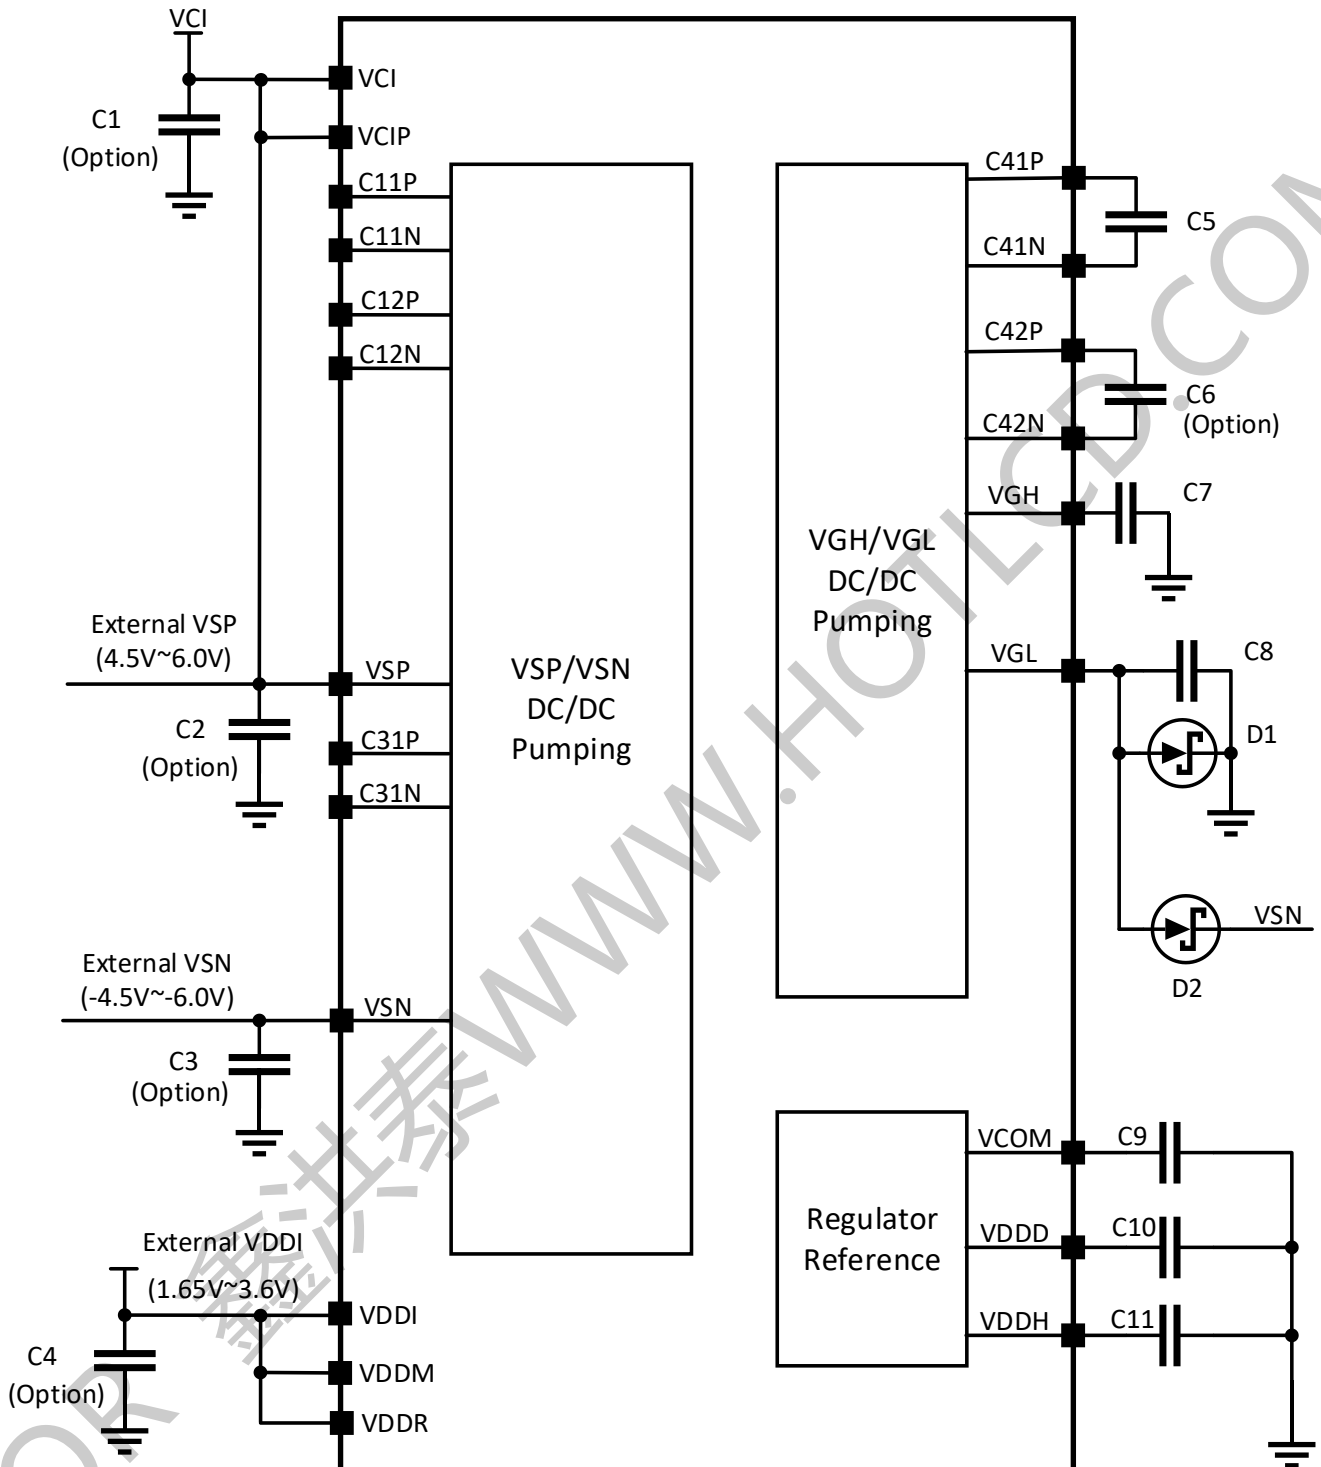 VCI
VCI
C1
(Option)
VCIP
C11P
C11N
C12P
C12N
External VSP
(4.5V~6.0V)
VSP
C2
(Option)
C31P
C31N
VSP/VSN
DC/DC
Pumping
External VSN
(-4.5V~-6.0V)
VSN
C3
(Option)
External VDDI
(1.65V~3.6V)
VDDI
C4
(Option)
VDDM
VDDR
C41P
C5
C41N
C42P
C6
(Option)
C42N
VGH
C7
VGH/VGL
DC/DC
Pumping
VGL
C8
D1
VSN
D2
VCOM
C9
Regulator
Reference
VDDD
C10
VDDH
C11
OR 鑫洪泰WWW.HOTLCD.COM